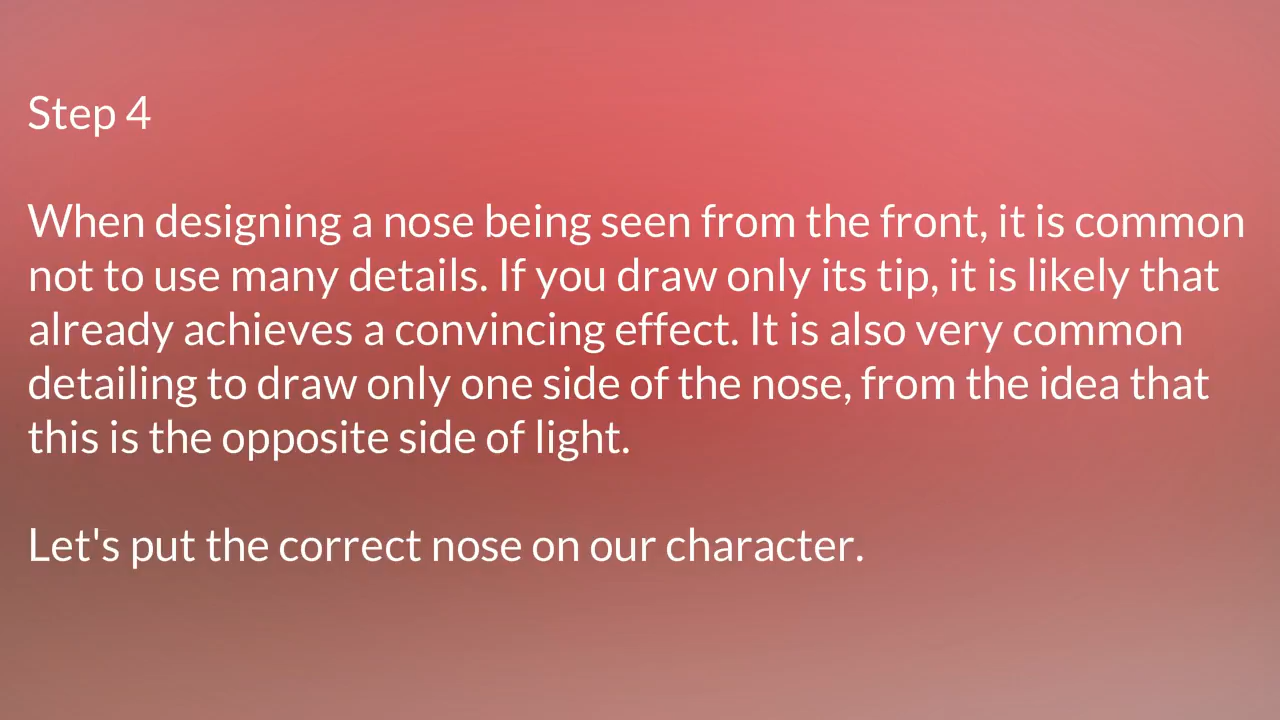 Step 4
When designing a nose being seen from the front, it is common
not to use many details. If you draw only its tip, it is likely that
already achieves a convincing effect. It is also very common
detailing to draw only one side of the nose, from the idea that
this is the opposite side of light.
Let's put the correct nose on our character.